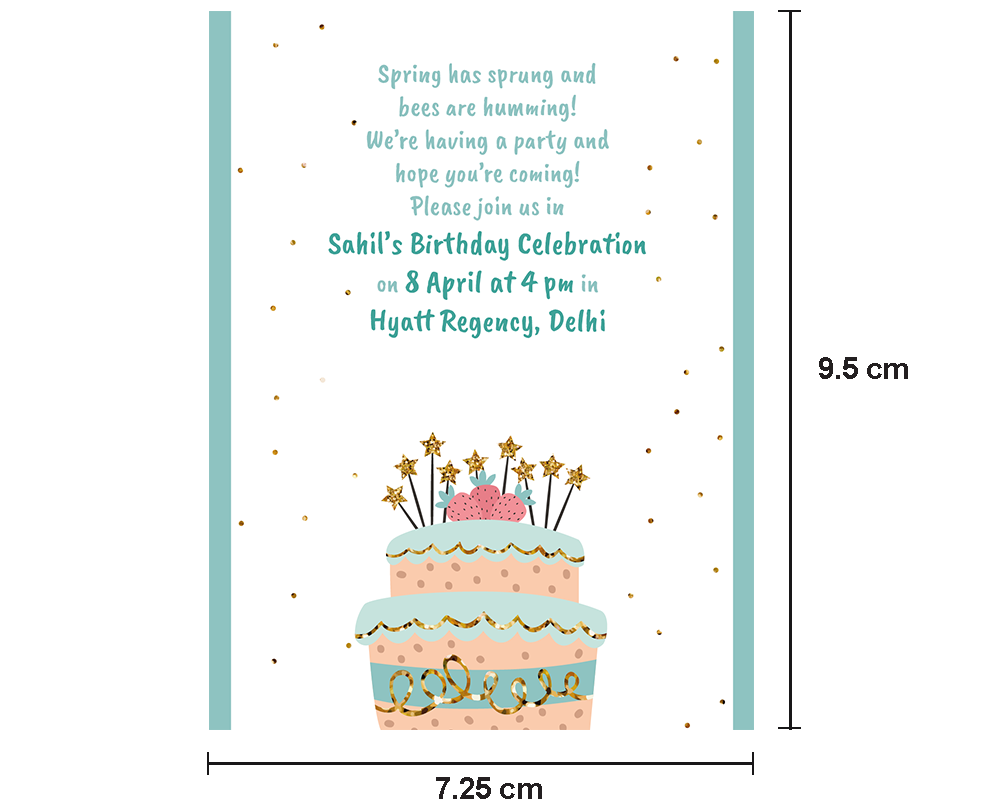 Spring has sprung and
bees are humming!
We're having a party and
hope you're coming!
Please join us in
Sahil's Birthday Celebration
on 8 April at 4 pm in
Hyatt Regency, Delhi
9.5 cm
7.25 cm